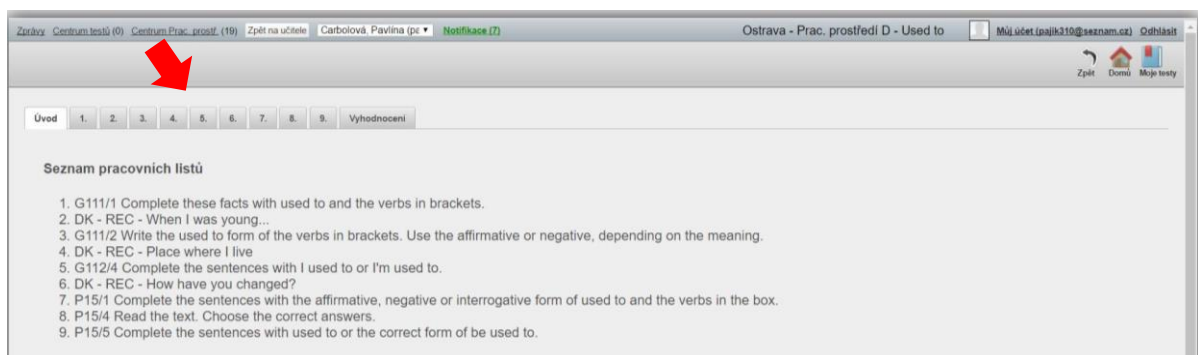 Zprávy Centrum testů (0) Centrum Prac. prostř. (19) Zpět na učitele Carbolová, Pavlína (pa Notifikace (7) Ostrava - Prac. prostředí D - Used to Můj účet (pajik310@seznam.cz) Odhlásit
Zpět Domů Moje testy
Úvod 1. 2. 3. 4. 5. 6. 7. 8. 9. Vyhodnocení
Seznam pracovních listů
1. G111/1 Complete these facts with used to and the verbs in brackets.
2. DK - REC - When I was young...
3. G111/2 Write the used to form of the verbs in brackets. Use the affirmative or negative, depending on the meaning.
4. DK - REC - Place where I live
5. G112/4 Complete the sentences with I used to or I'm used to.
6. DK - REC - How have you changed?
7. P15/1 Complete the sentences with the affirmative, negative or interrogative form of used to and the verbs in the box.
8. P15/4 Read the text. Choose the correct answers.
9. P15/5 Complete the sentences with used to or the correct form of be used to.